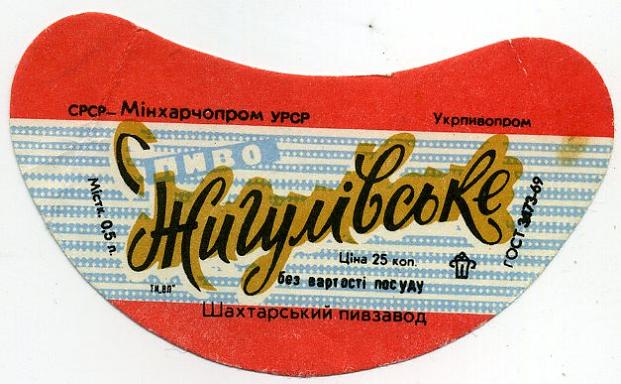 СРСР— Мінхарчопром УРСР
Укрпивопром
ПИВО
Жигулівське
Містк. 0,5 л.
Ціна 25 коп.
без вартості посуду
ГОСТ 3473-69
Шахтарський пивзавод